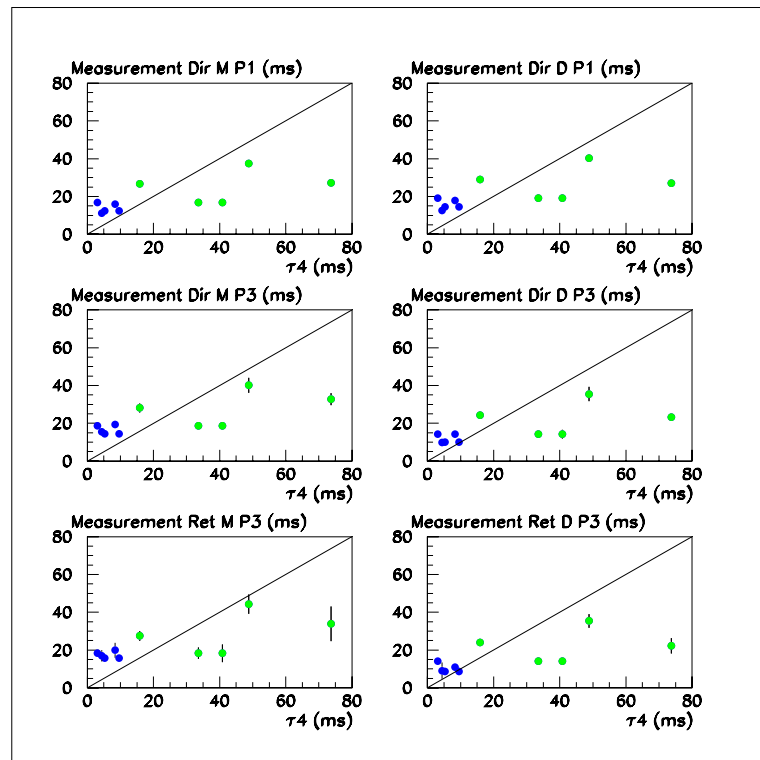 Measurement Dir M P1 (ms)
80
60
40
20
0
0 20 40 60 80
τ4 (ms)
Measurement Dir D P1 (ms)
80
60
40
20
0
0 20 40 60 80
τ4 (ms)
Measurement Dir M P3 (ms)
80
60
40
20
0
0 20 40 60 80
τ4 (ms)
Measurement Dir D P3 (ms)
80
60
40
20
0
0 20 40 60 80
τ4 (ms)
Measurement Ret M P3 (ms)
80
60
40
20
0
0 20 40 60 80
τ4 (ms)
Measurement Ret D P3 (ms)
80
60
40
20
0
0 20 40 60 80
τ4 (ms)